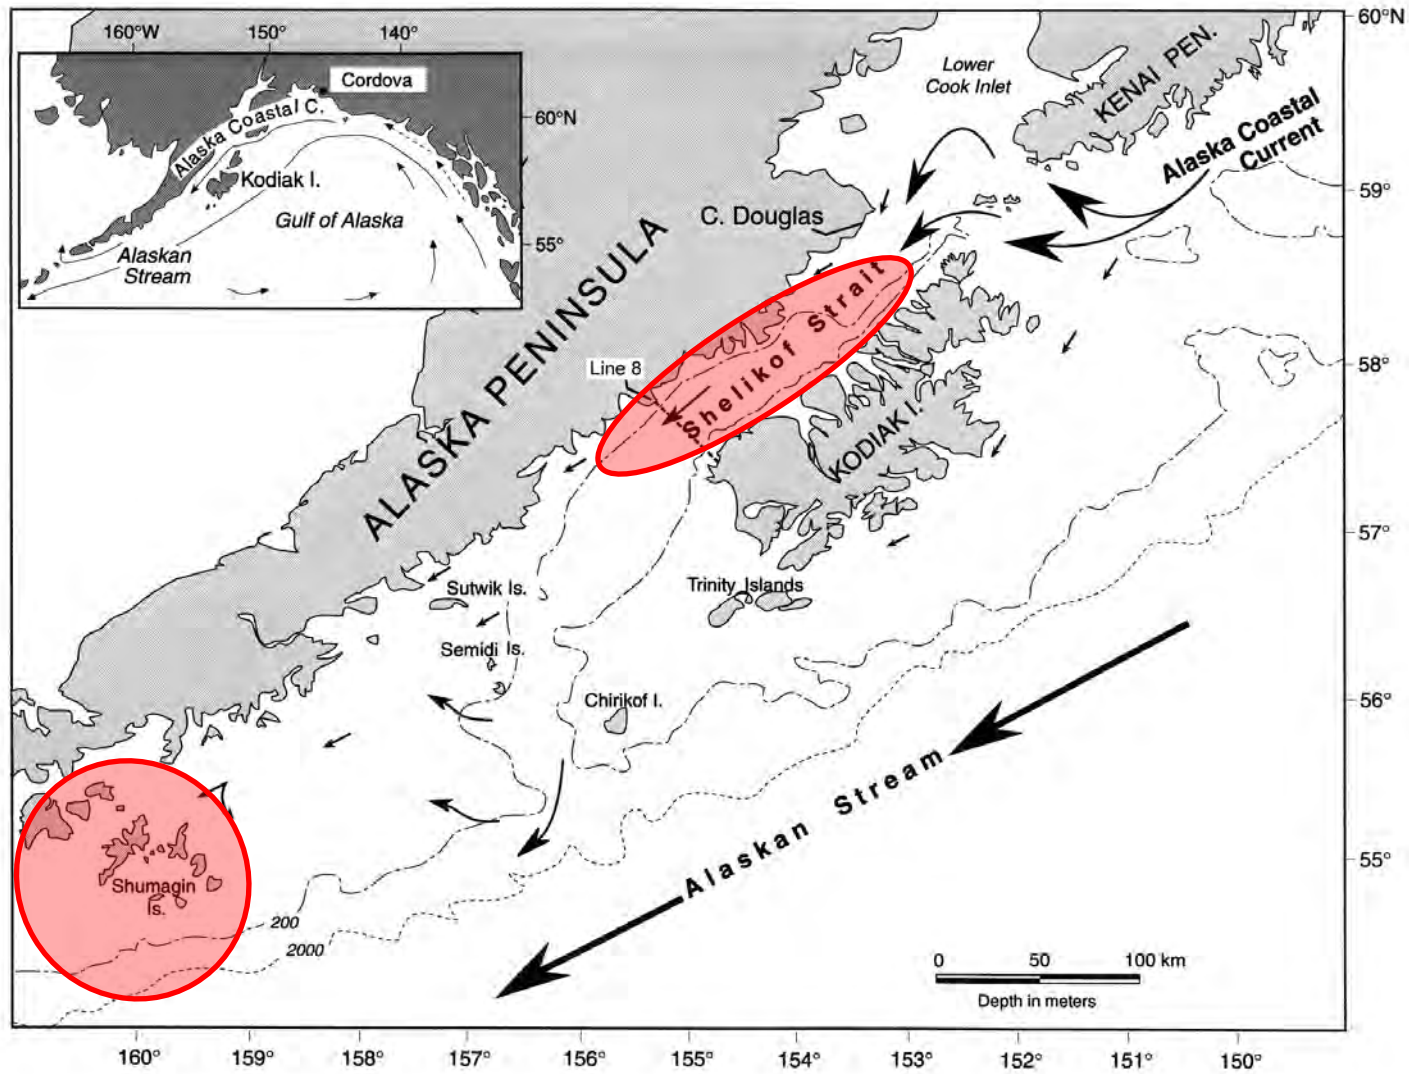 160°W
150°
140°
60°N
Cordova
60°N
Alaska Coastal C.
Kodiak I.
Gulf of Alaska
55°
Alaskan
Stream
Lower
Cook Inlet
KENAI PEN.
Alaska Coastal
Current
59°
C. Douglas
ALASKA PENINSULA
Shelikof Strait
Line 8
58°
KODIAK I.
57°
Sutwik Is.
Trinity Islands
Semidi Is.
Chirikof I.
56°
Alaskan Stream
55°
Shumagin
Is.
200
2000
0
50
100 km
Depth in meters
160°
159°
158°
157°
156°
155°
154°
153°
152°
151°
150°